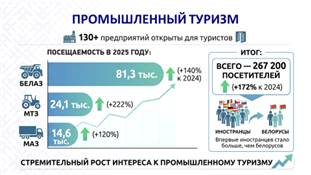 ПРОМЫШЛЕННЫЙ ТУРИЗМ
130+ предприятий открыты для туристов
ПОСЕЩАЕМОСТЬ В 2025 ГОДУ:
БЕЛАЗ
81,3 тыс.
(+140%
к 2024)
МТЗ
24,1 тыс.
(+222%)
МАЗ
14,6 тыс.
(+120%)
ИТОГ:
ВСЕГО — 267 200
ПОСЕТИТЕЛЕЙ
(+172% к 2024)
ИНОСТРАНЦЫ
БЕЛОРУСЫ
Впервые иностранцев стало
больше, чем белорусов
СТРЕМИТЕЛЬНЫЙ РОСТ ИНТЕРЕСА К ПРОМЫШЛЕННОМУ ТУРИЗМУ